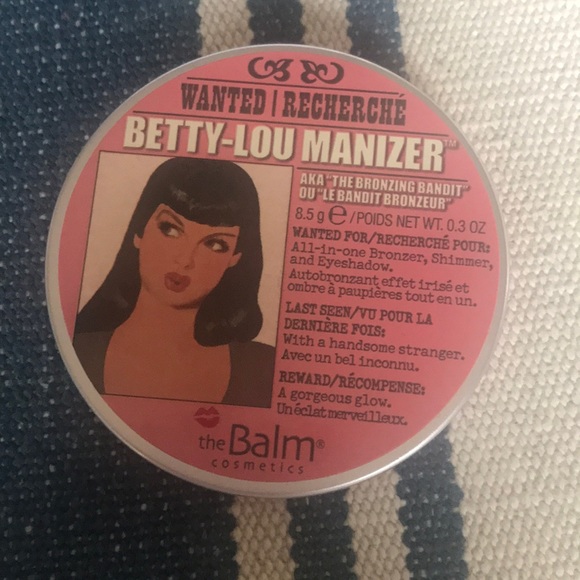 WANTED | RECHERCHÉ
BETTY-LOU MANIZER™
AKA "THE BRONZING BANDIT"
OU "LE BANDIT BRONZEUR"
8.5 g ℮ / POIDS NET WT. 0.3 OZ
WANTED FOR/RECHERCHÉ POUR:
All-in-one Bronzer, Shimmer,
and Eyeshadow.
Autobronzant effet irisé et
ombre à paupières tout en un.
LAST SEEN/VU POUR LA
DERNIÈRE FOIS:
With a handsome stranger.
Avec un bel inconnu.
REWARD/RÉCOMPENSE:
A gorgeous glow.
Un éclat merveilleux.
theBalm®
cosmetics